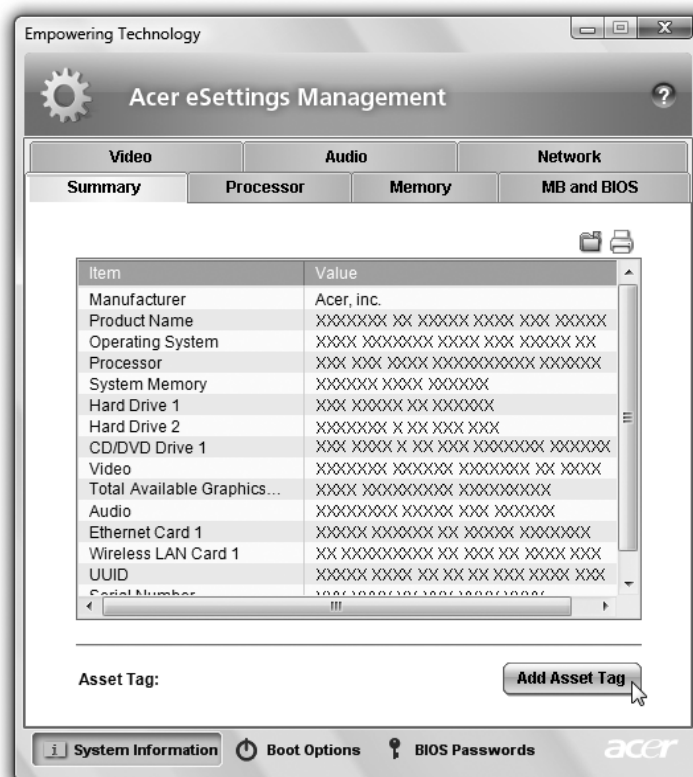 Empowering Technology
Acer eSettings Management
?
Video Audio Network
Summary Processor Memory MB and BIOS
Item Value
Manufacturer Acer, inc.
Product Name XXXXXXX XX XXXXX XXXX XXX XXXXX
Operating System XXXX XXXXXXX XXXX XXX XXXXX XX
Processor XXX XXX XXXX XXXXXXXXXX XXXXXX
System Memory XXXXXX XXXX XXXXXX
Hard Drive 1 XXX XXXXX XX XXXXXX
Hard Drive 2 XXXXXXX X XX XXX XXX
CD/DVD Drive 1 XXX XXXX X XX XXX XXXXXXX XXXXXX
Video XXXXXXX XXXXXX XXXXXXX XX XXXX
Total Available Graphics... XXXX XXXXXXXXX XXXXXXXXX
Audio XXXXXXXX XXXXX XXX XXXXXX
Ethernet Card 1 XXXXX XXXXXX XX XXXXX XXXXXXX
Wireless LAN Card 1 XX XXXXXXXXX XX XXX XX XXXX XXX
UUID XXXXX XXXX XX XX XX XXX XXXX XXX
Serial Number
Asset Tag: Add Asset Tag
i System Information Boot Options BIOS Passwords acer